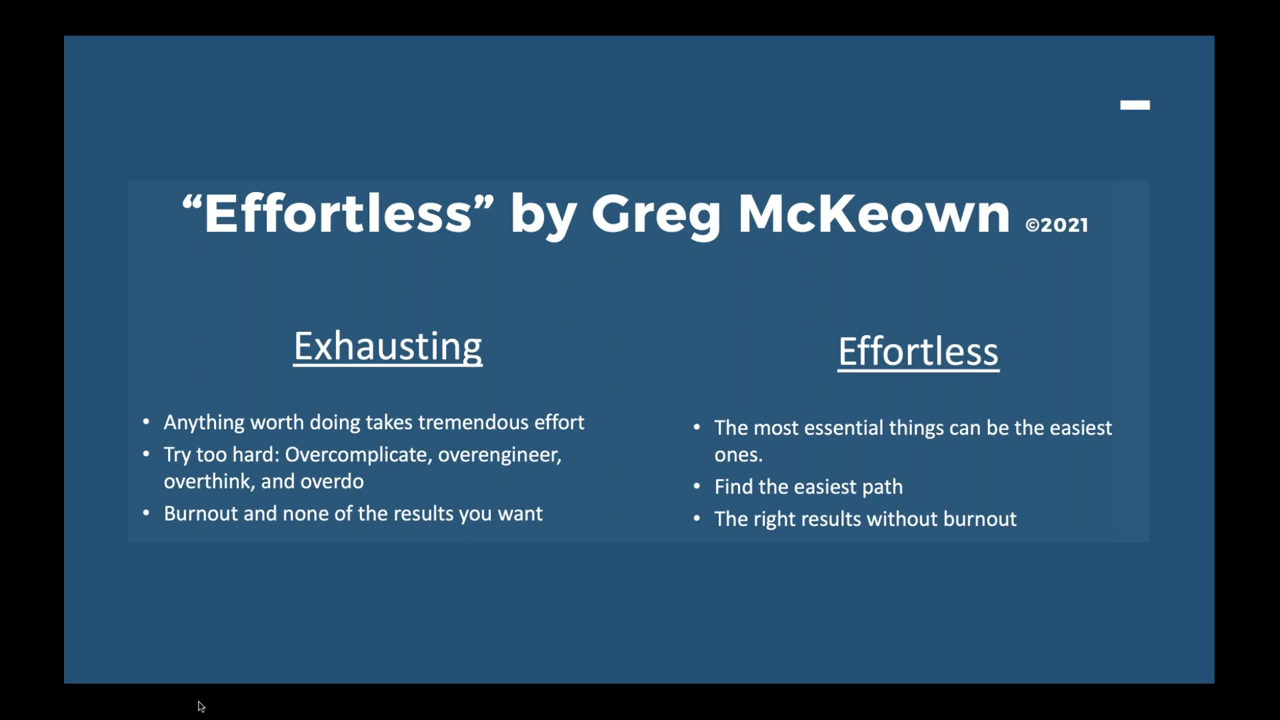 “Effortless” by Greg McKeown ©2021
Exhausting
• Anything worth doing takes tremendous effort
• Try too hard: Overcomplicate, overengineer,
overthink, and overdo
• Burnout and none of the results you want
Effortless
• The most essential things can be the easiest
ones.
• Find the easiest path
• The right results without burnout